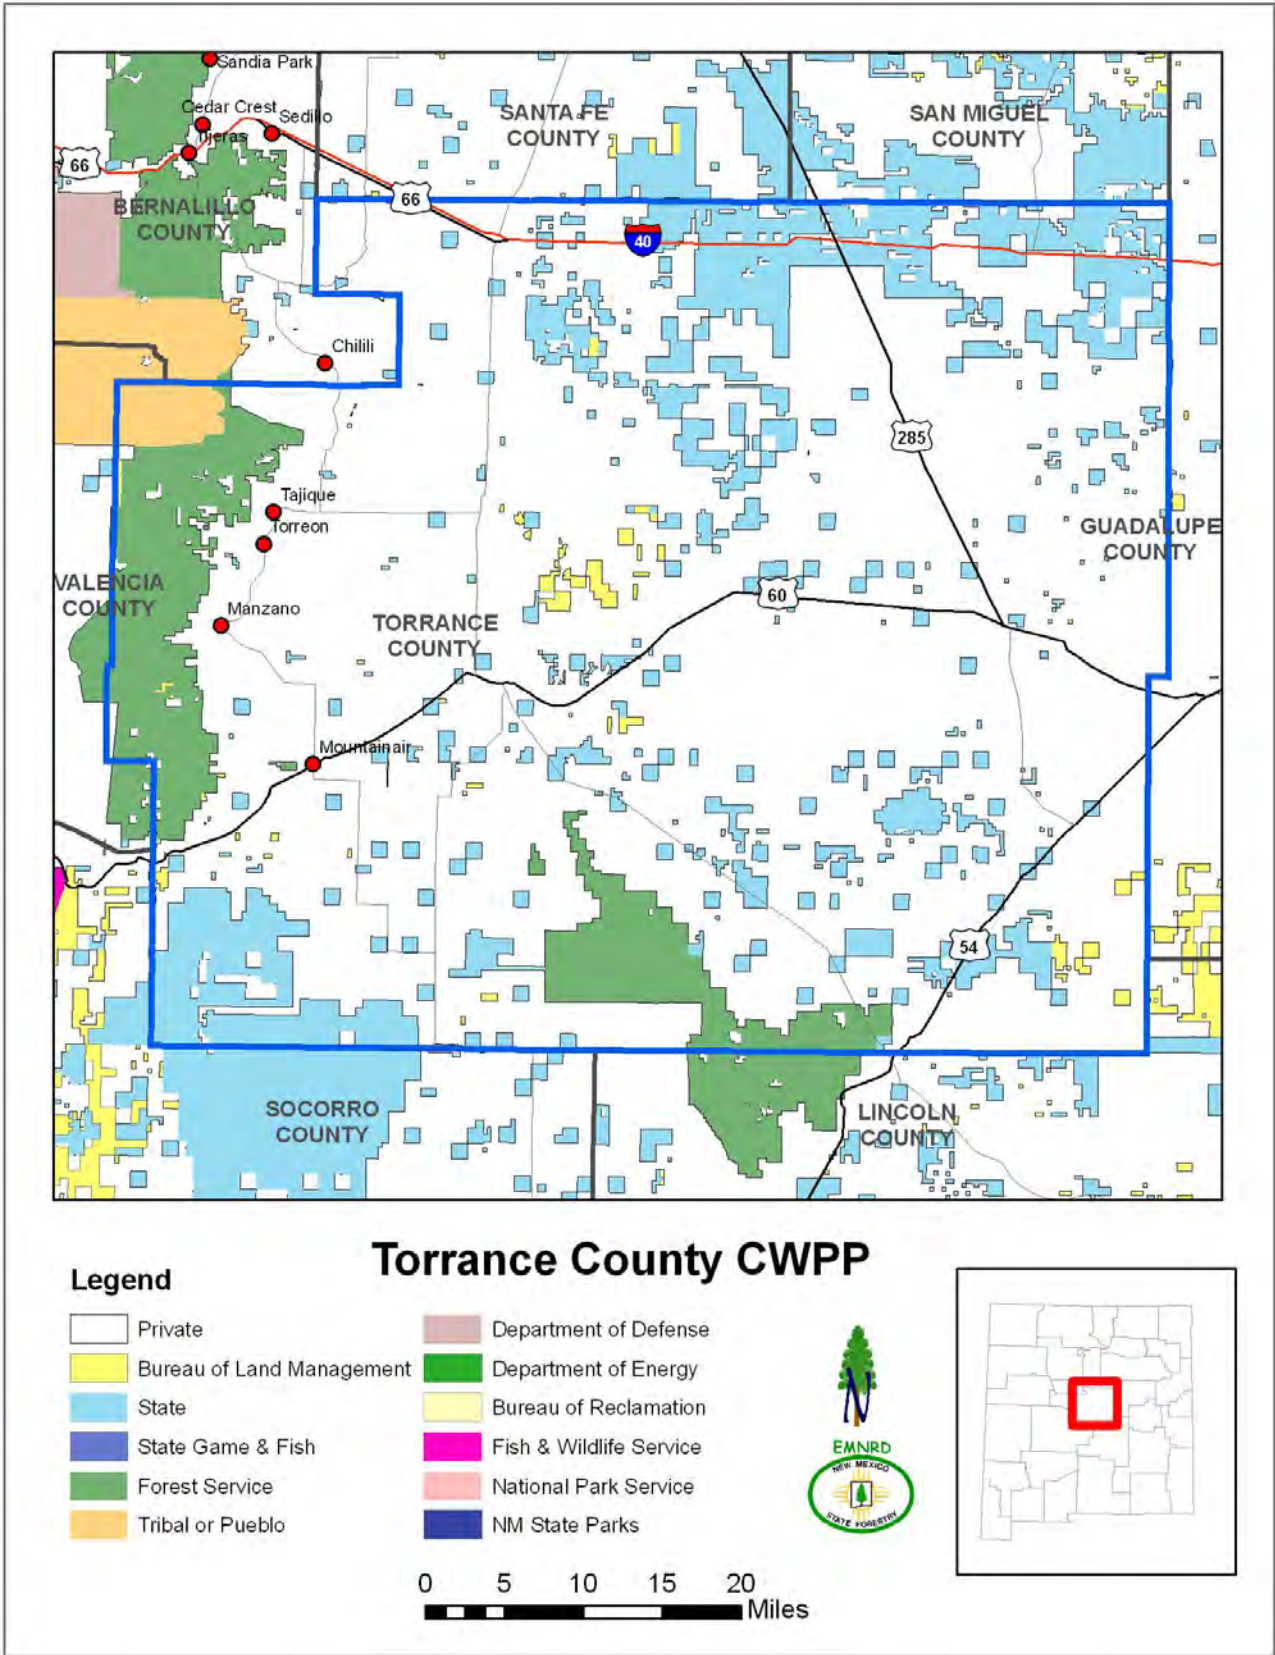 Sandia Park
Cedar Crest
Sedillo
Tijeras
66
SANTA FE
COUNTY
SAN MIGUEL
COUNTY
66
BERNALILLO
COUNTY
40
Chilili
285
Tajique
Torreon
GUADALUPE
COUNTY
VALENCIA
COUNTY
60
Manzano
TORRANCE
COUNTY
Mountainair
54
SOCORRO
COUNTY
LINCOLN
COUNTY
Torrance County CWPP
Legend
Private
Bureau of Land Management
State
State Game & Fish
Forest Service
Tribal or Pueblo
Department of Defense
Department of Energy
Bureau of Reclamation
Fish & Wildlife Service
National Park Service
NM State Parks
N
EMNRD
NEW MEXICO
STATE FORESTRY
0 5 10 15 20
Miles